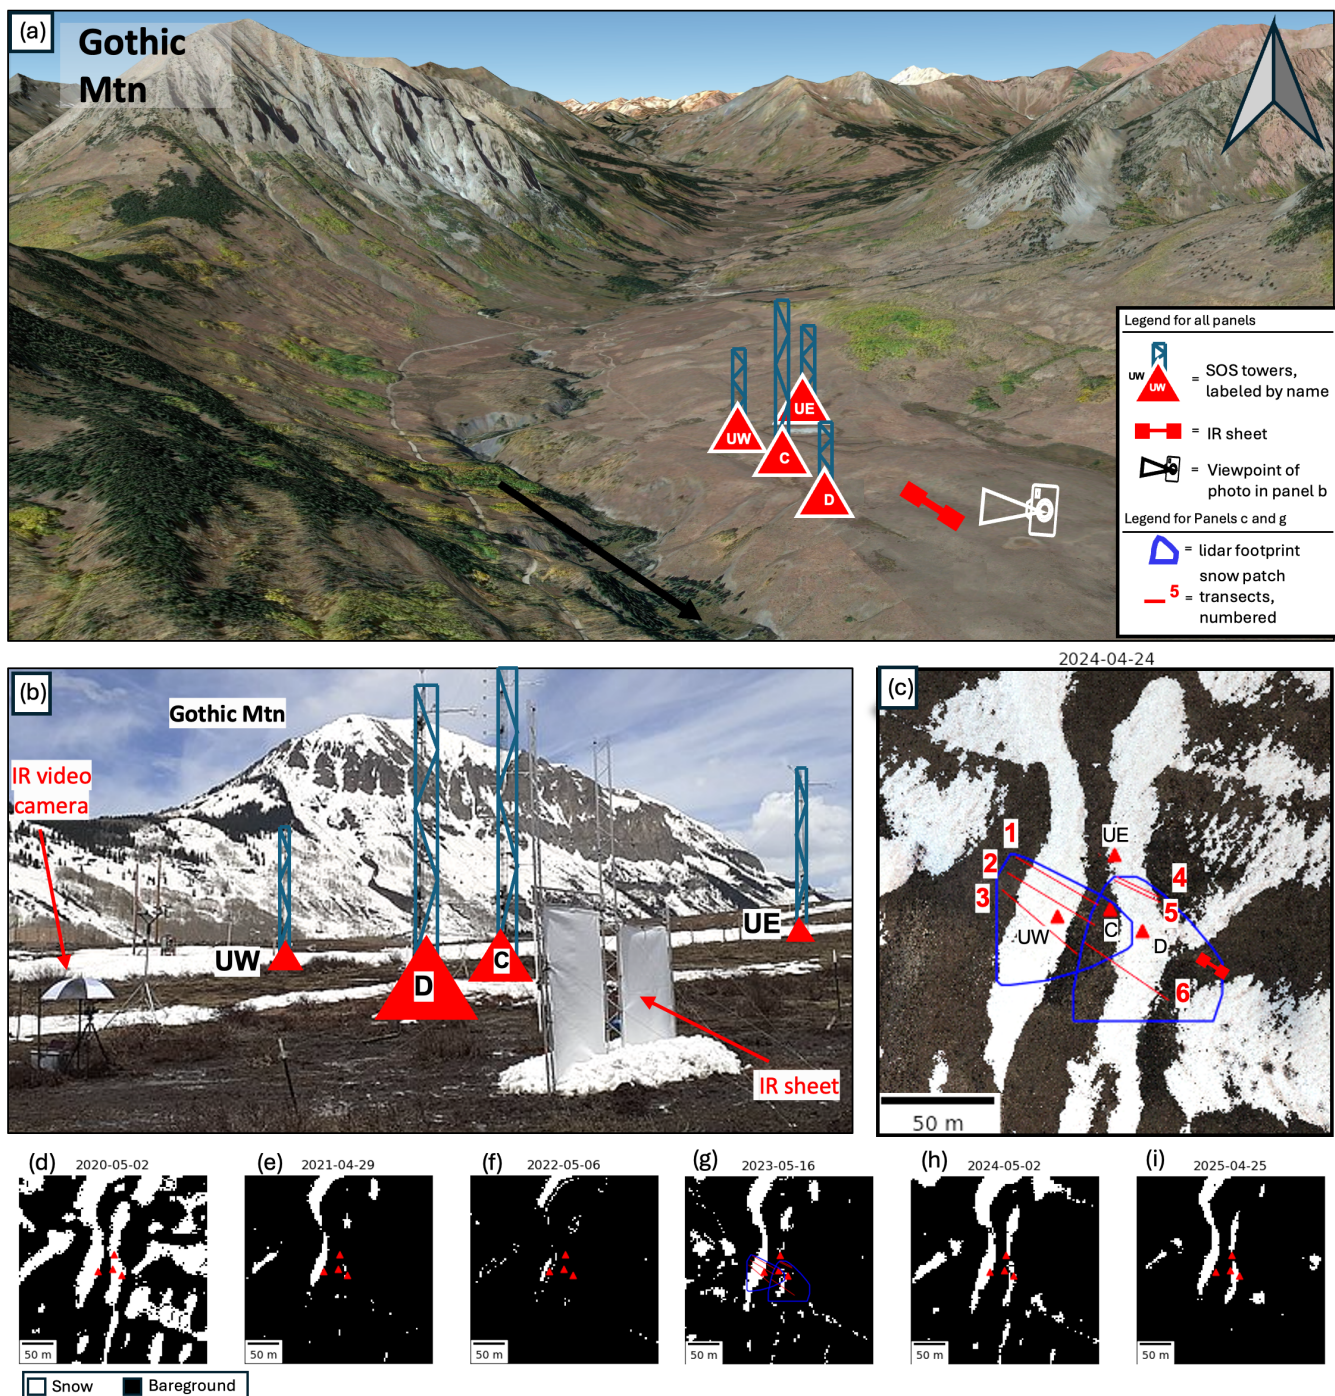 (a)
Gothic
Mtn
UW
UE
C
D
Legend for all panels
UW
UW
= SOS towers,
labeled by name
= IR sheet
= Viewpoint of
photo in panel b
Legend for Panels c and g
= lidar footprint
snow patch
5 = transects,
numbered
(b)
Gothic Mtn
IR video
camera
UW
D
C
UE
IR sheet
2024-04-24
(c)
1
2
3
UE
4
5
UW
C
D
6
50 m
(d)
2020-05-02
50 m
(e)
2021-04-29
50 m
(f)
2022-05-06
50 m
(g)
2023-05-16
50 m
(h)
2024-05-02
50 m
(i)
2025-04-25
50 m
Snow
Bareground